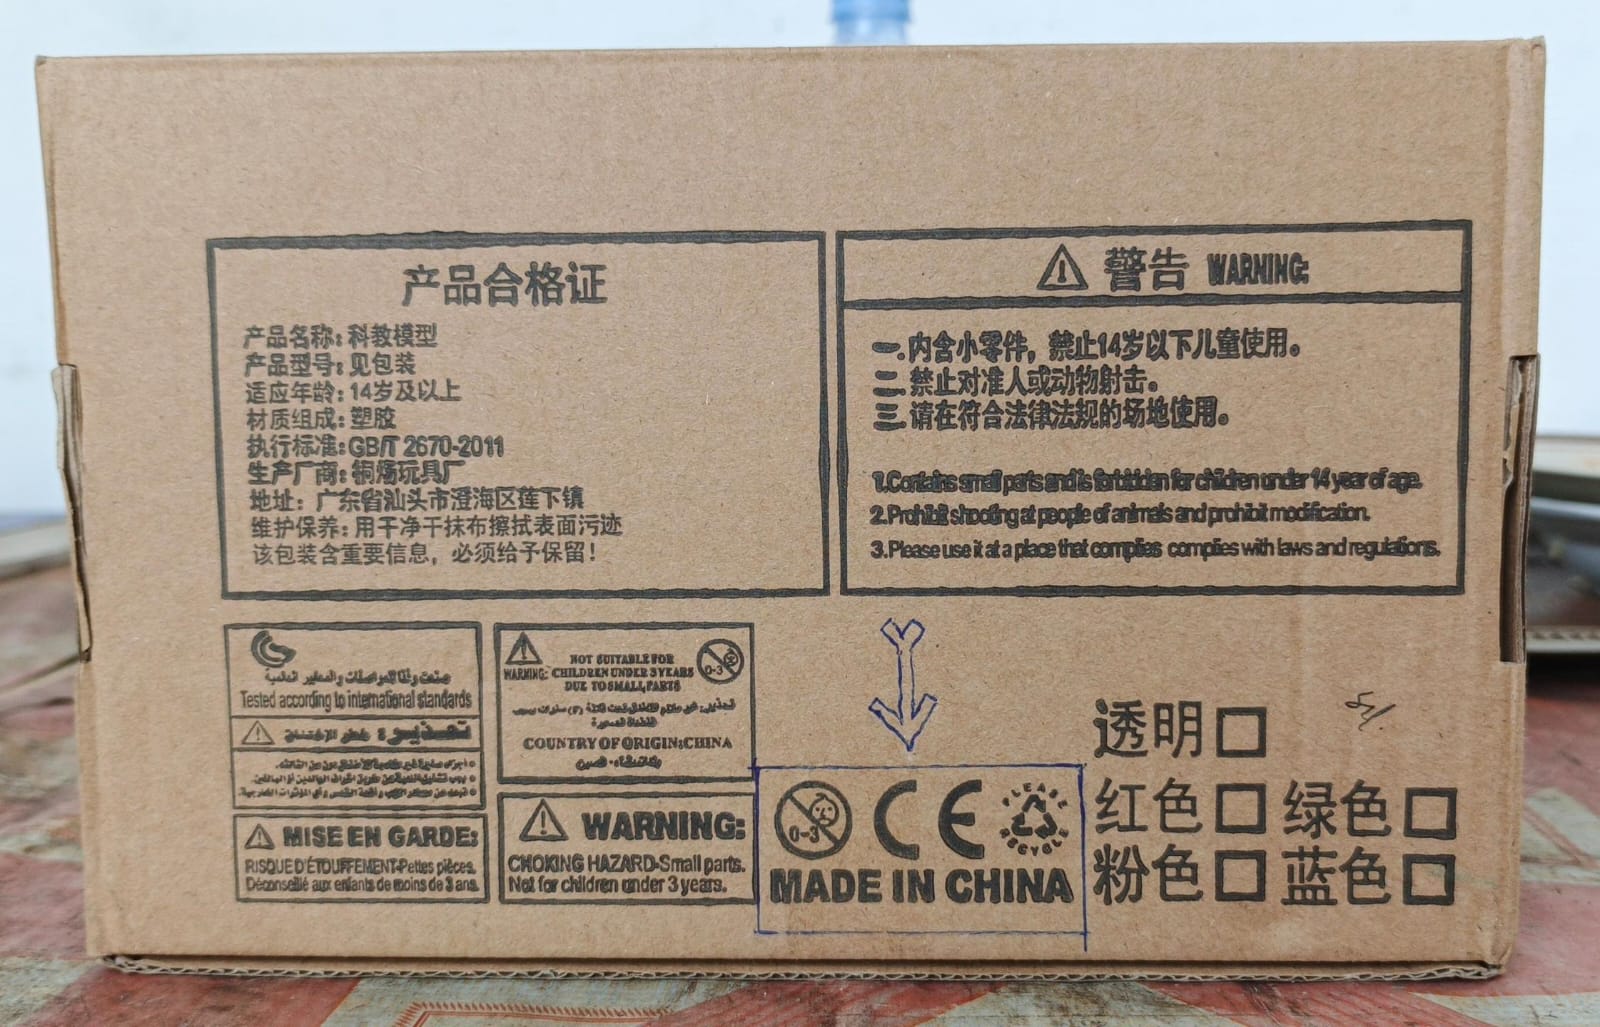 产品合格证
产品名称：科教模型
产品型号：见包装
适应年龄：14岁及以上
材质组成：塑胶
执行标准：GB/T 2670-2011
生产厂商：炀玩具厂
地址：广东省汕头市澄海区莲下镇
维护保养：用干净干抹布擦拭表面污迹
该包装含重要信息，必须给予保留！
警告 WARNING:
一.内含小零件，禁止14岁以下儿童使用。
二.禁止对准人或动物射击。
三.请在符合法律法规的场地使用。
1.Contains small parts and is forbidden for children under 14 year of age.
2.Prohibit shooting at people of animals and prohibit modification.
3.Please use it at a place that complies complies with laws and regulations.
صنعت وفقا للمواصفات والمعايير العالمية
Tested according to international standards
تحذير: خطر الإختناق
MISE EN GARDE:
RISQUE D'ÉTOUFFEMENT-Pettes pièces.
Déconseillé aux enfants de moins de 3 ans.
WARNING:
NOT SUITABLE FOR
CHILDREN UNDER 3 YEARS
DUE TO SMALL PARTS
0-3
COUNTRY OF ORIGIN:CHINA
WARNING:
CHOKING HAZARD-Small parts.
Not for children under 3 years.
0-3
CE
PLEASE RECYCLE
MADE IN CHINA
透明
红色 绿色
粉色 蓝色